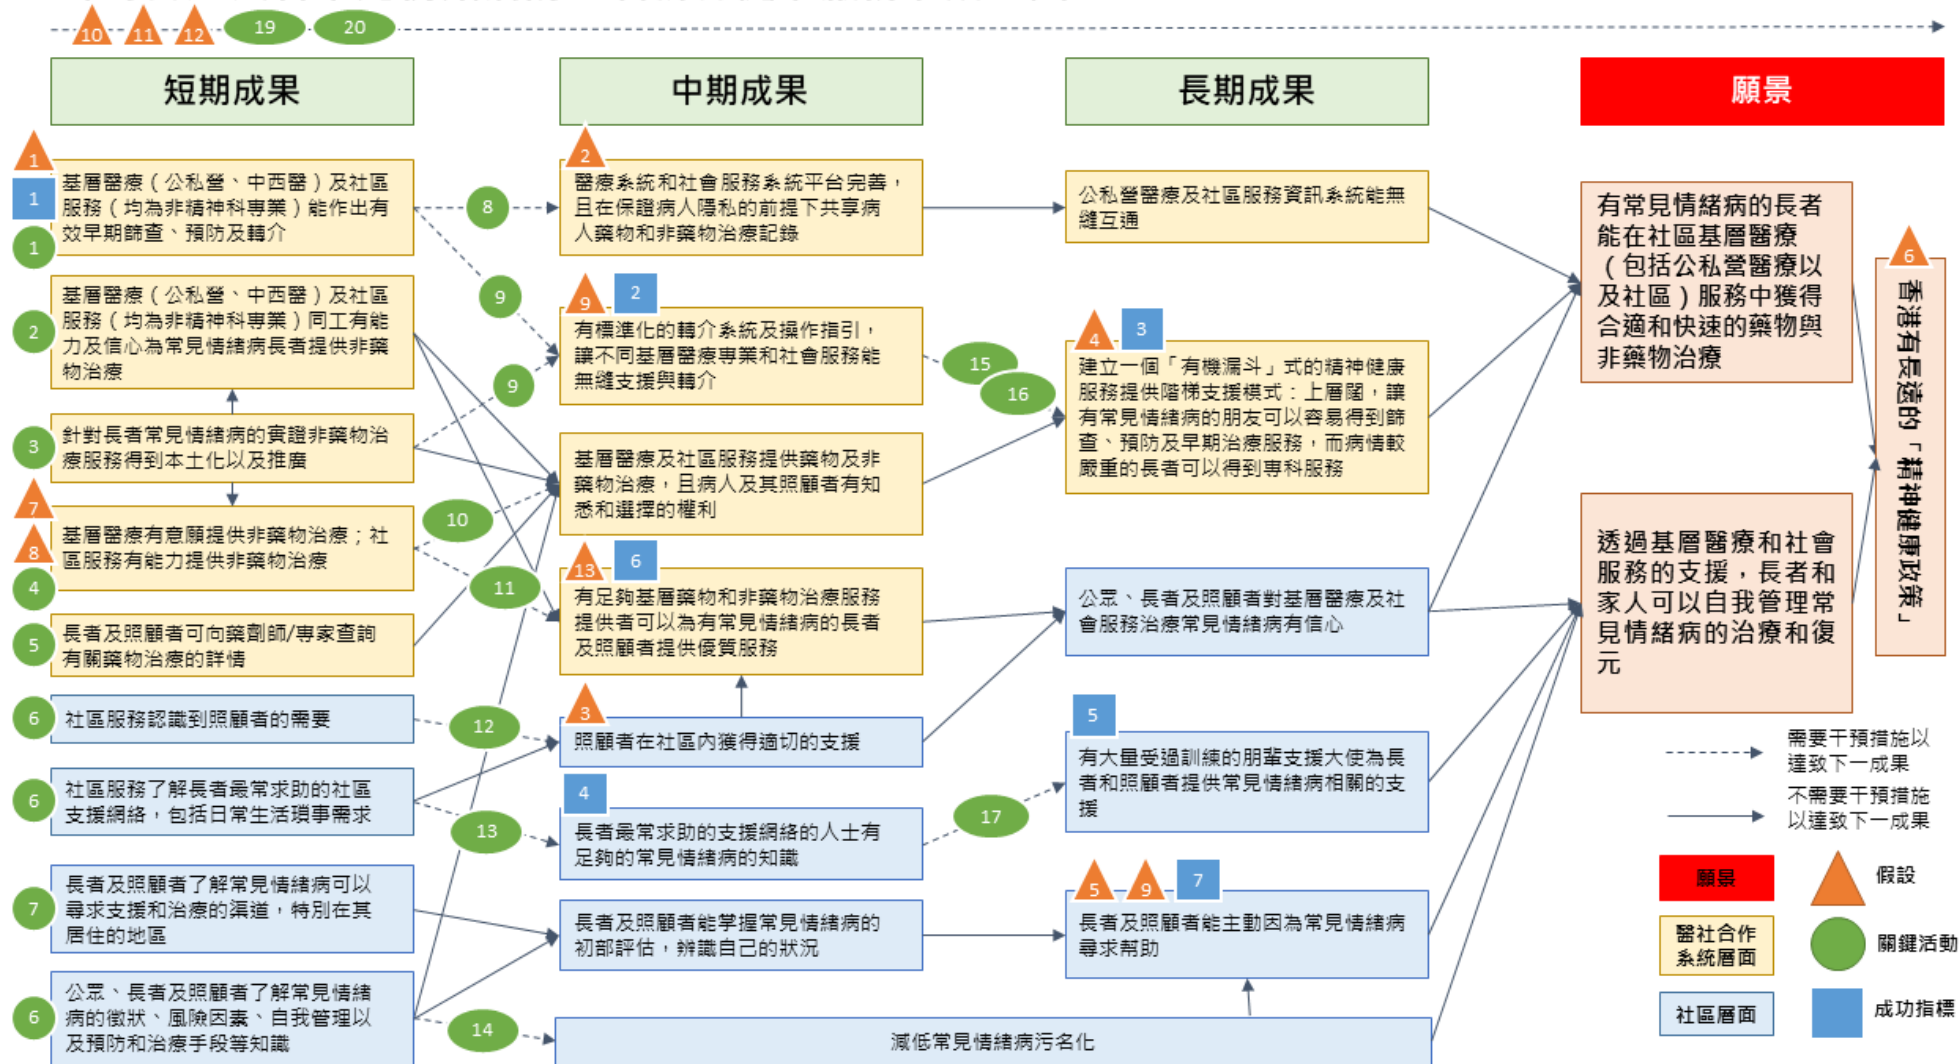 10
11
12
19
20
短期成果
中期成果
長期成果
願景
1
1
1
基層醫療（公私營、中西醫）及社區
服務（均為非精神科專業）能作出有
效早期篩查、預防及轉介
2
基層醫療（公私營、中西醫）及社區
服務（均為非精神科專業）同工有能
力及信心為常見情緒病長者提供非藥
物治療
3
針對長者常見情緒病的實證非藥物治
療服務得到本土化以及推廣
7
8
4
基層醫療有意願提供非藥物治療；社
區服務有能力提供非藥物治療
5
長者及照顧者可向藥劑師/專家查詢
有關藥物治療的詳情
6
社區服務認識到照顧者的需要
6
社區服務了解長者最常求助的社區
支援網絡，包括日常生活瑣事需求
7
長者及照顧者了解常見情緒病可以
尋求支援和治療的渠道，特別在其
居住的地區
6
公眾、長者及照顧者了解常見情緒
病的徵狀、風險因素、自我管理以
及預防和治療手段等知識
8
9
9
10
11
12
13
14
2
醫療系統和社會服務系統平台完善，
且在保證病人隱私的前提下共享病
人藥物和非藥物治療記錄
9
2
有標準化的轉介系統及操作指引，
讓不同基層醫療專業和社會服務能
無縫支援與轉介
基層醫療及社區服務提供藥物及非
藥物治療，且病人及其照顧者有知
悉和選擇的權利
13
6
有足夠基層藥物和非藥物治療服務
提供者可以為有常見情緒病的長者
及照顧者提供優質服務
3
照顧者在社區內獲得適切的支援
4
長者最常求助的支援網絡的人士有
足夠的常見情緒病的知識
長者及照顧者能掌握常見情緒病的
初部評估，辨識自己的狀況
減低常見情緒病污名化
15
16
17
公私營醫療及社區服務資訊系統能無
縫互通
4
3
建立一個「有機漏斗」式的精神健康
服務提供階梯支援模式：上層闊，讓
有常見情緒病的朋友可以容易得到篩
查、預防及早期治療服務，而病情較
嚴重的長者可以得到專科服務
公眾、長者及照顧者對基層醫療及社
會服務治療常見情緒病有信心
5
有大量受過訓練的朋輩支援大使為長
者和照顧者提供常見情緒病相關的支
援
5
9
7
長者及照顧者能主動因為常見情緒病
尋求幫助
有常見情緒病的長者
能在社區基層醫療
（包括公私營醫療以
及社區）服務中獲得
合適和快速的藥物與
非藥物治療
透過基層醫療和社會
服務的支援，長者和
家人可以自我管理常
見情緒病的治療和復
元
6
香港有長遠的「精神健康政策」
需要干預措施以
達致下一成果
不需要干預措施
以達致下一成果
願景
假設
醫社合作
系統層面
關鍵活動
社區層面
成功指標